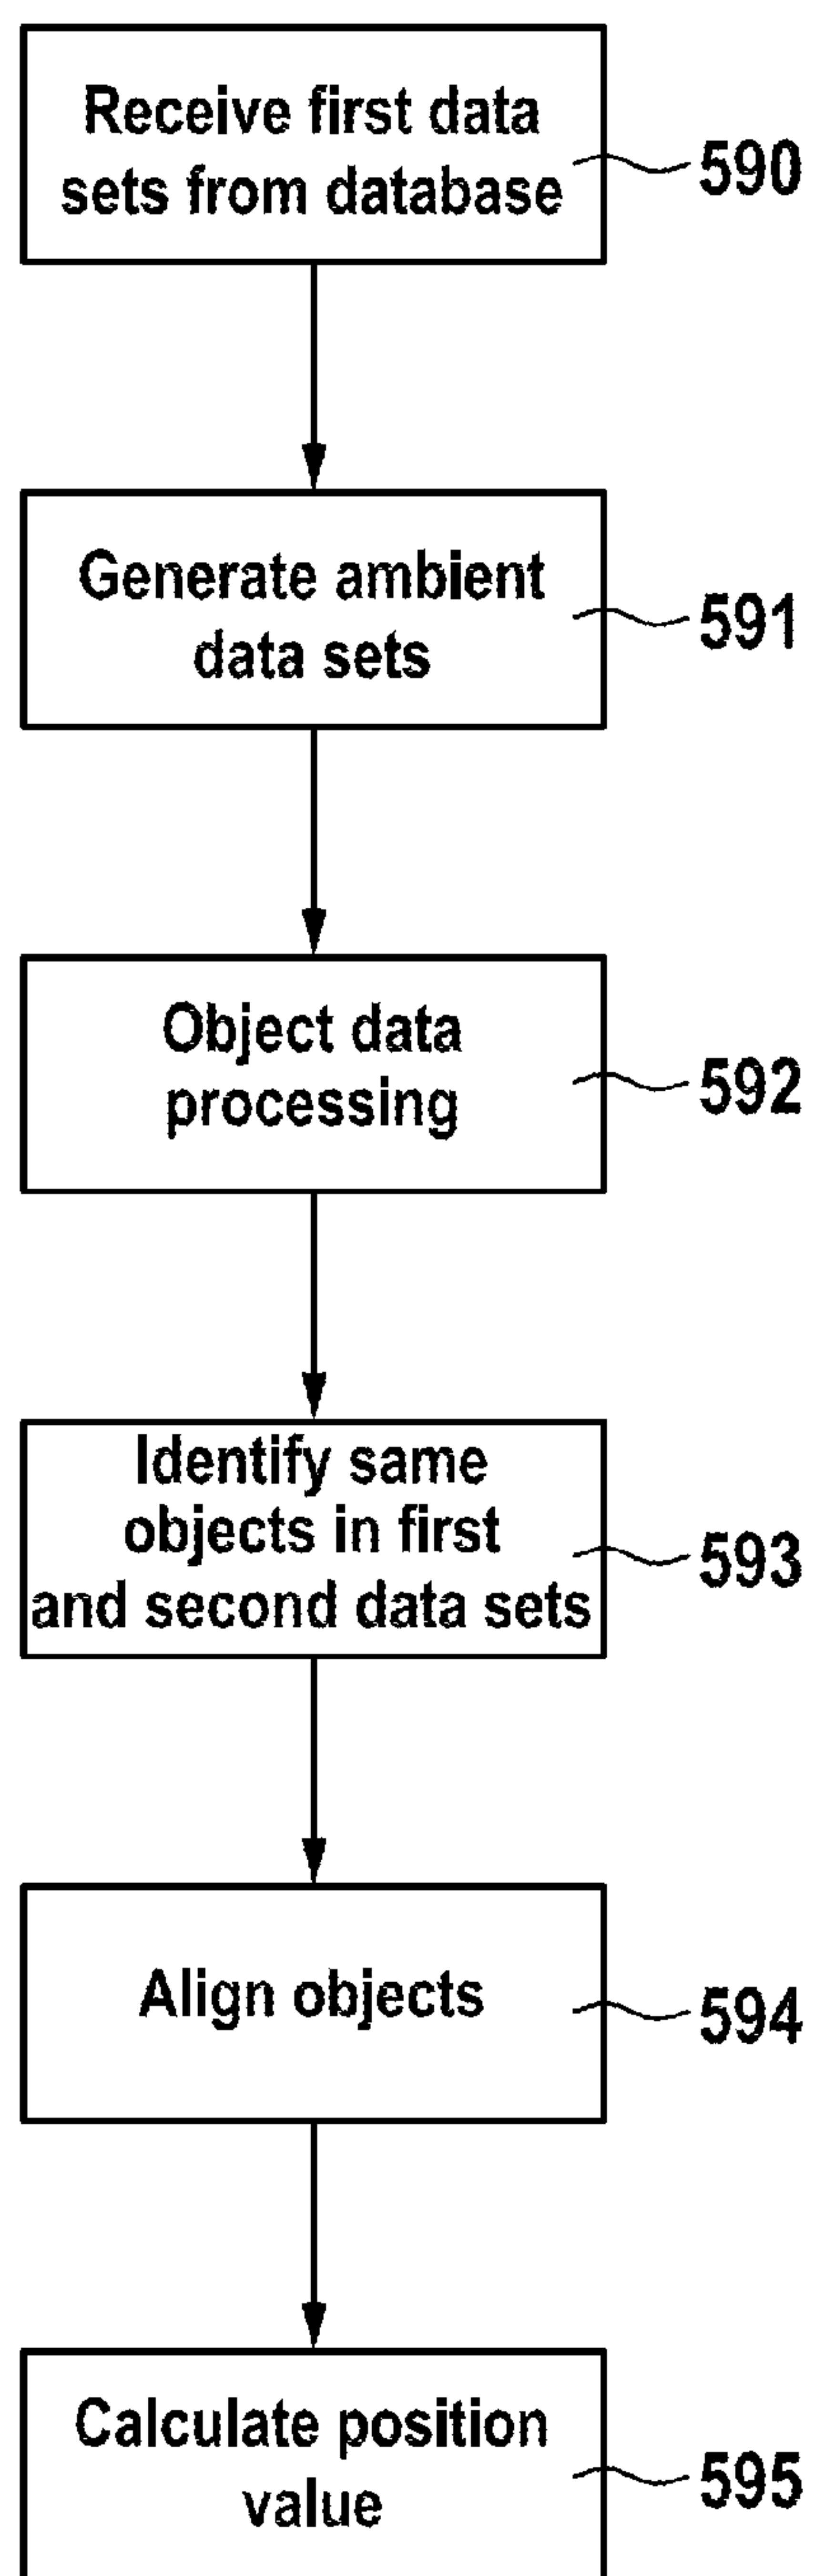 Receive first data
sets from database
590
Generate ambient
data sets
591
Object data
processing
592
Identify same
objects in first
and second data sets
593
Align objects
594
Calculate position
value
595